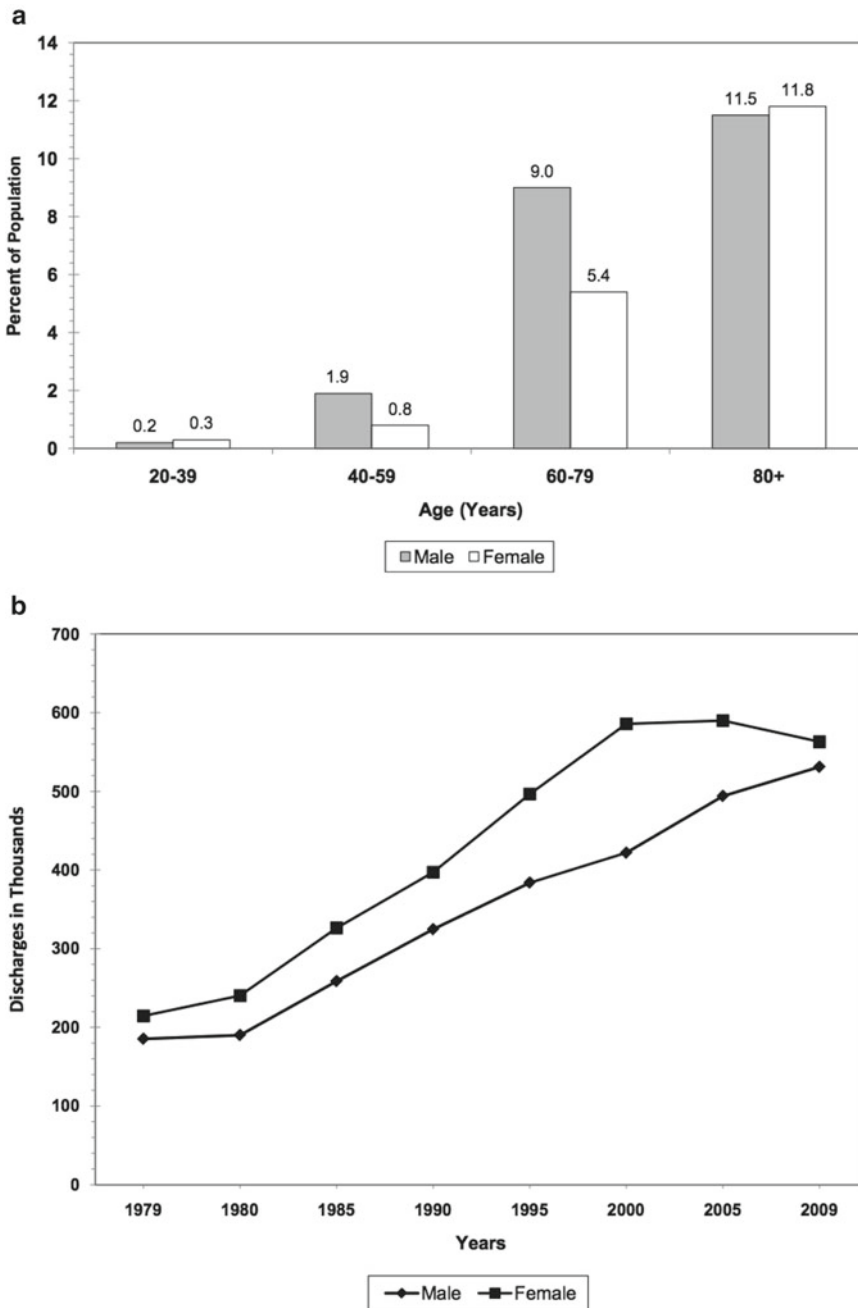 a
14
12
10
8
6
4
2
0
Percent of Population
0.2 0.3 1.9 0.8 9.0 5.4 11.5 11.8
20-39 40-59 60-79 80+
Age (Years)
Male Female
b
700
600
500
400
300
200
100
0
Discharges in Thousands
1979 1980 1985 1990 1995 2000 2005 2009
Years
Male Female